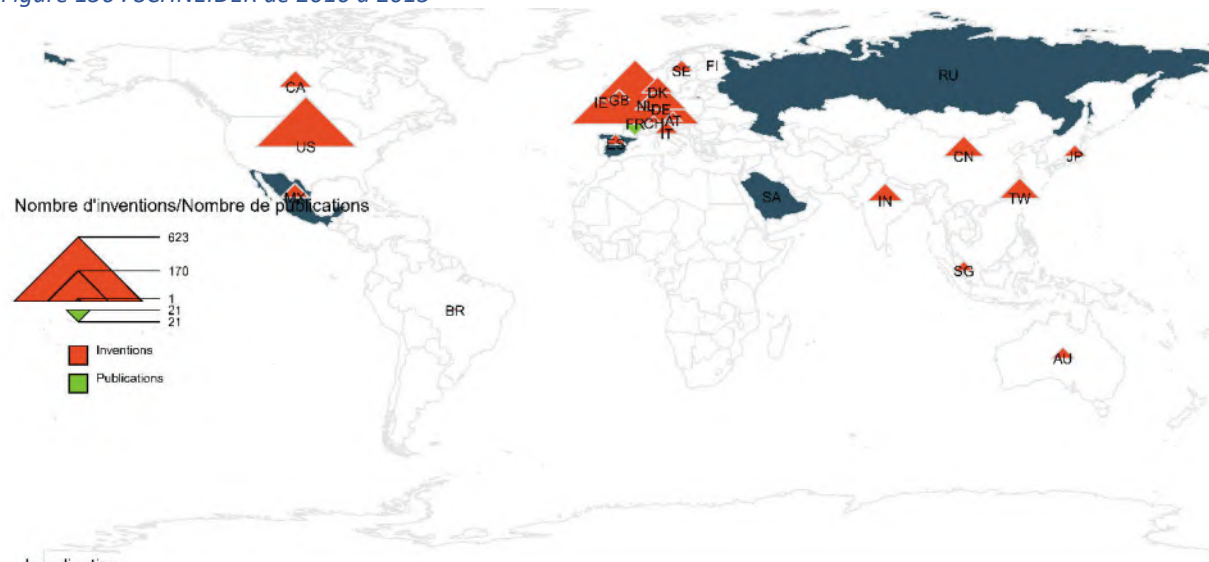 CA
US
MX
Nombre d'inventions/Nombre de publications
623
170
1
21
21
Inventions
Publications
BR
SE
FI
DK
IE
GB
NL
DE
FR
CH
AT
IT
ES
RU
SA
CN
JP
IN
TW
SG
AU